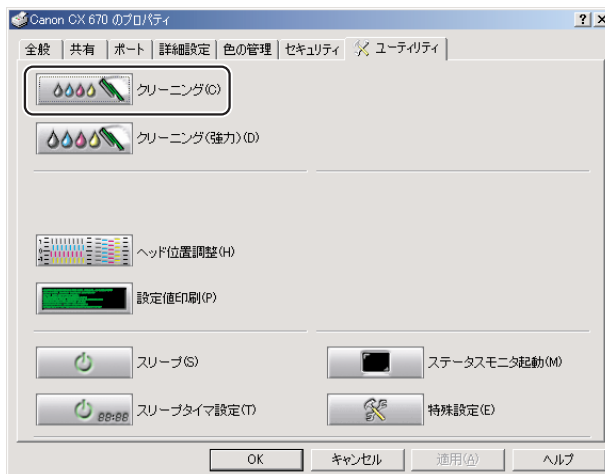 Canon CX 670 のプロパティ
全般 共有 ポート 詳細設定 色の管理 セキュリティ ユーティリティ
クリーニング(C)
クリーニング(強力)(D)
ヘッド位置調整(H)
設定値印刷(P)
スリープ(S) ステータスモニタ起動(M)
スリープタイマ設定(T) 特殊設定(E)
OK キャンセル 適用(A) ヘルプ